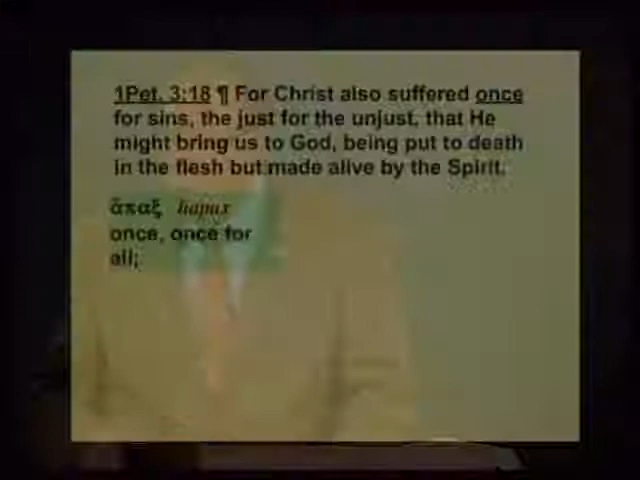 1Pet. 3:18 ¶ For Christ also suffered once
for sins, the just for the unjust, that He
might bring us to God, being put to death
in the flesh but made alive by the Spirit.
ἅπαξ hapax
once, once for
all;